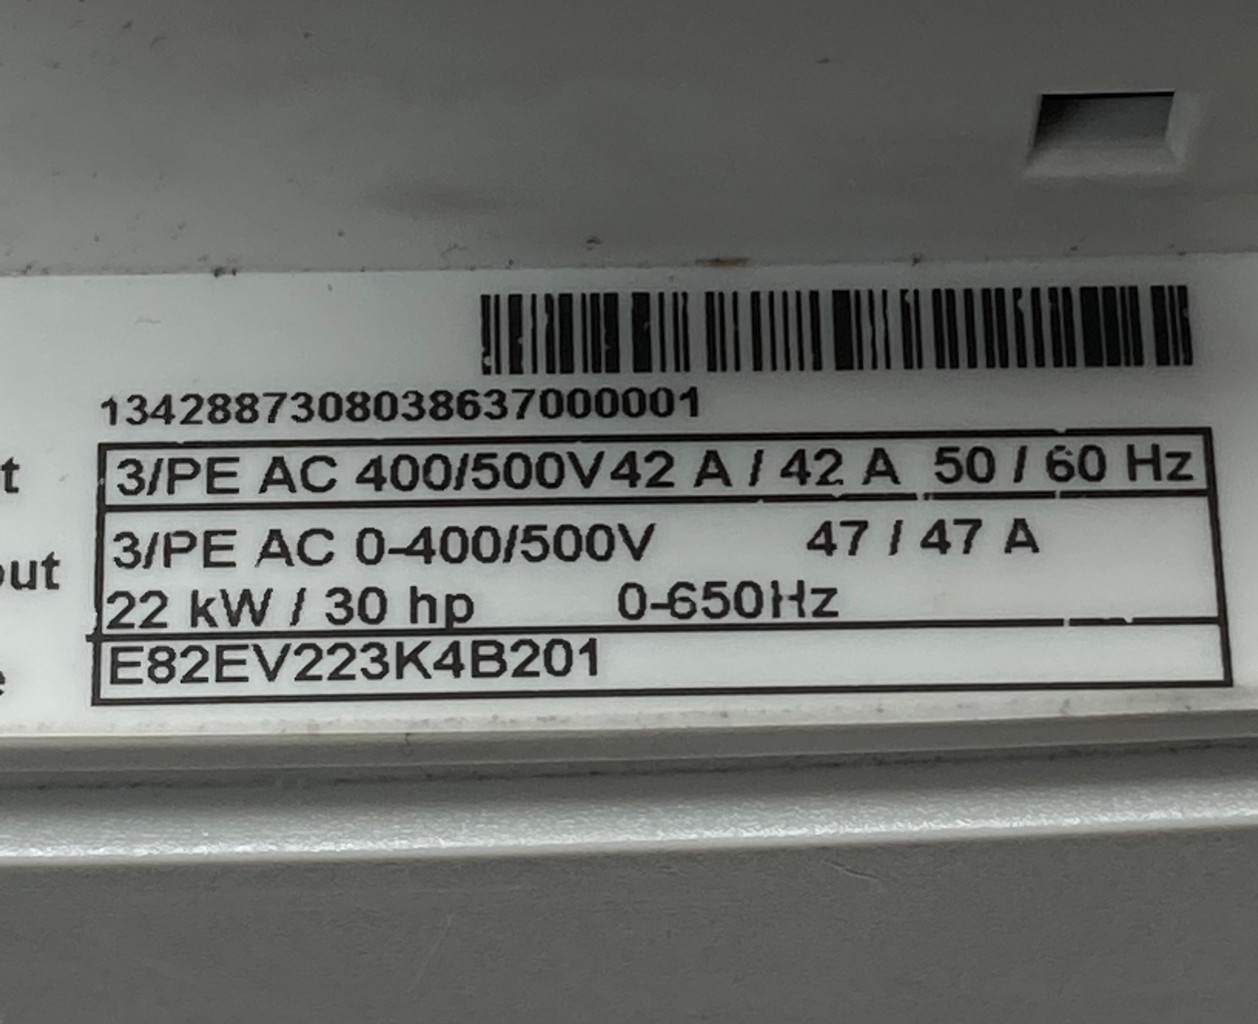 1342887308038637000001
t
3/PE AC 400/500V42 A / 42 A 50 / 60 Hz
out
3/PE AC 0-400/500V 47 / 47 A
22 kW / 30 hp 0-650Hz
e
E82EV223K4B201